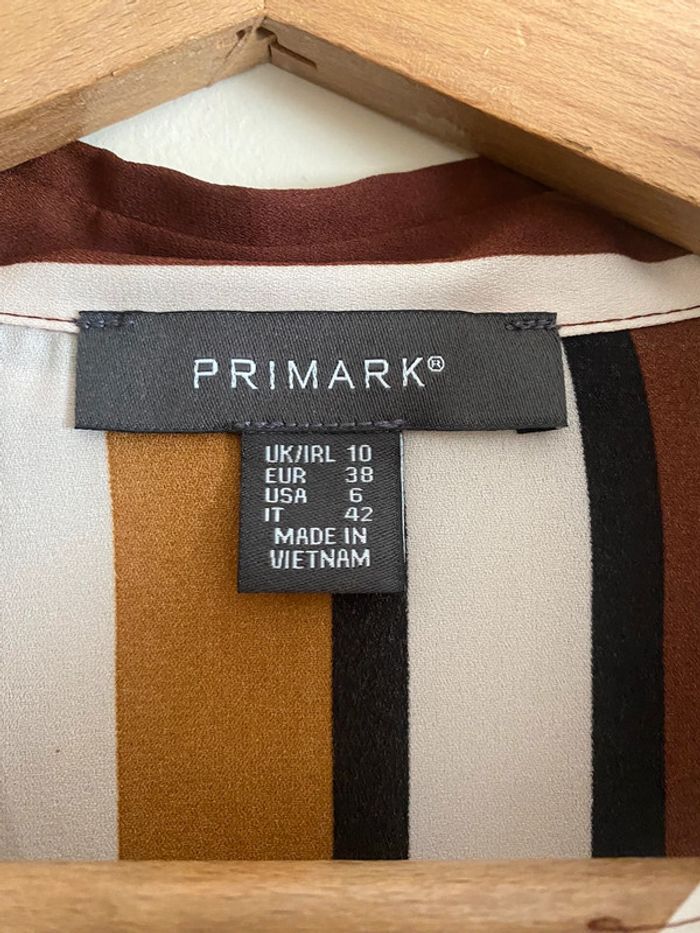 PRIMARK®
UK/IRL 10
EUR 38
USA 6
IT 42
MADE IN
VIETNAM